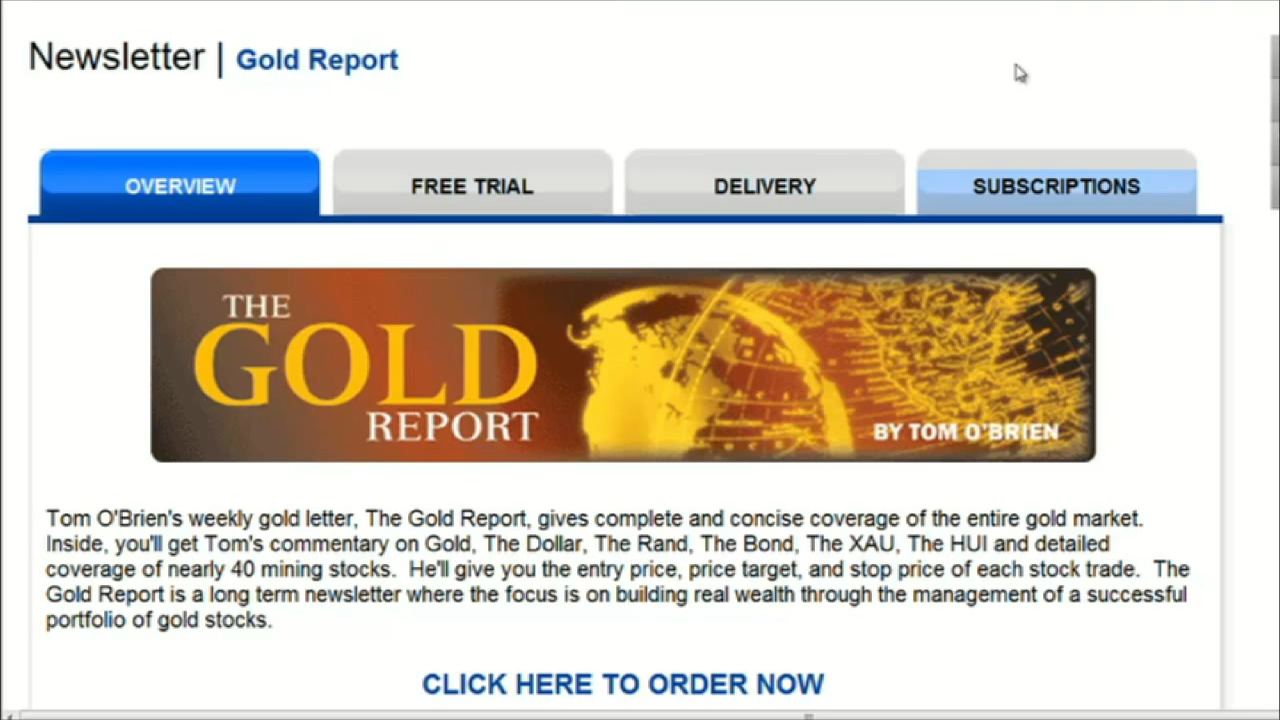 Newsletter | Gold Report
OVERVIEW FREE TRIAL DELIVERY SUBSCRIPTIONS
THE
GOLD
REPORT
BY TOM O'BRIEN
Tom O'Brien's weekly gold letter, The Gold Report, gives complete and concise coverage of the entire gold market.
Inside, you'll get Tom's commentary on Gold, The Dollar, The Rand, The Bond, The XAU, The HUI and detailed
coverage of nearly 40 mining stocks.  He'll give you the entry price, price target, and stop price of each stock trade.  The
Gold Report is a long term newsletter where the focus is on building real wealth through the management of a successful
portfolio of gold stocks.
CLICK HERE TO ORDER NOW